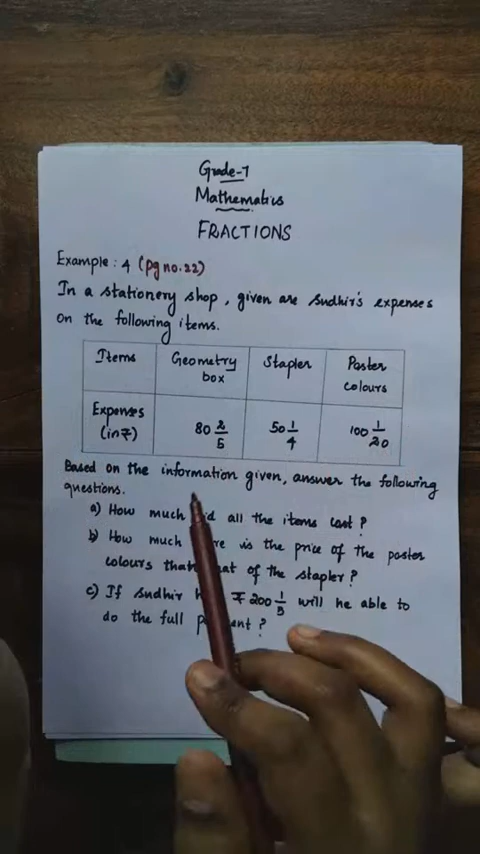 Grade-7
Mathematics
FRACTIONS
Example : 4 (pg no.22)
In a stationery shop, given are Sudhir's expenses
on the following items.
Items Geometry box Stapler Poster colours
Expenses (in ₹) 80 2/5 50 1/4 100 1/20
Based on the information given, answer the following
questions.
a) How much all the items cost ?
b) How much is the price of the poster
colours than of the stapler ?
c) If Sudhir ₹ 200 1/5 will he able to
do the full ?